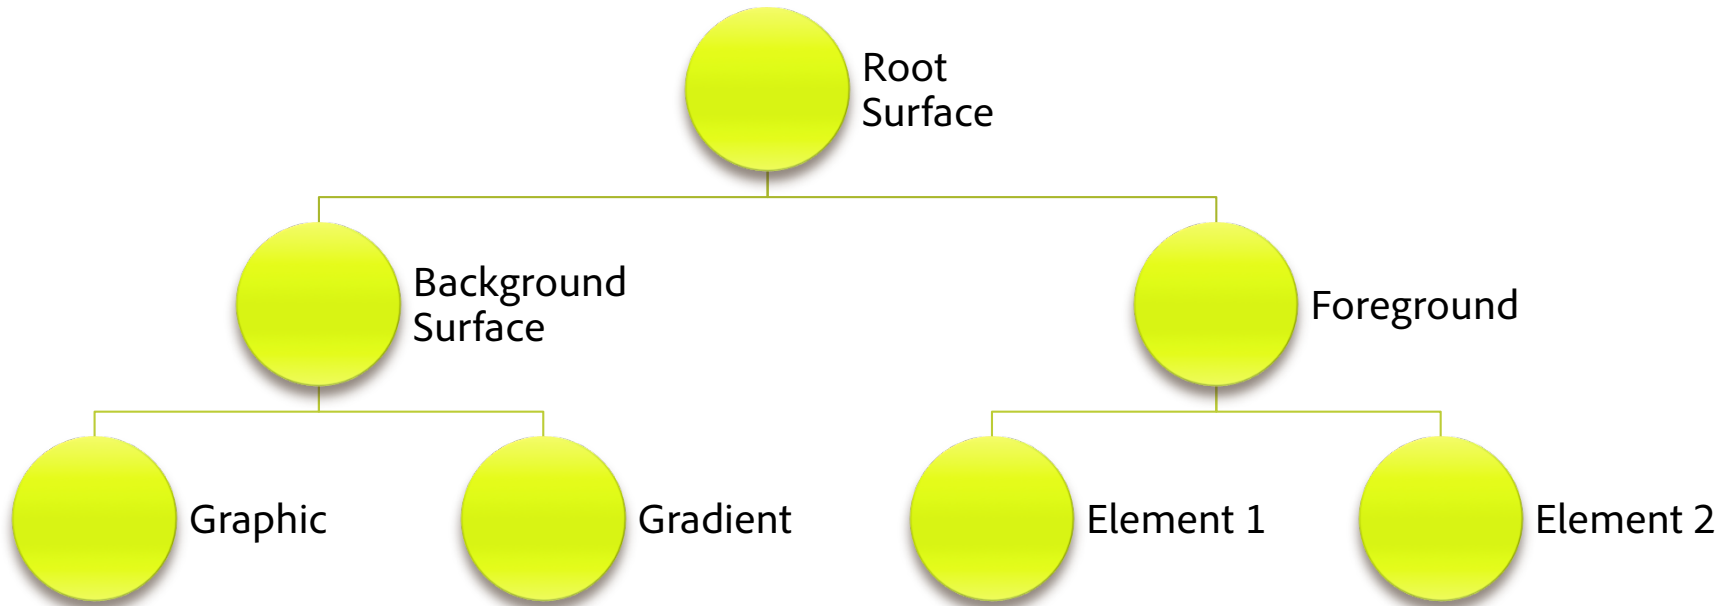 Root
Surface
Background
Surface
Foreground
Graphic
Gradient
Element 1
Element 2